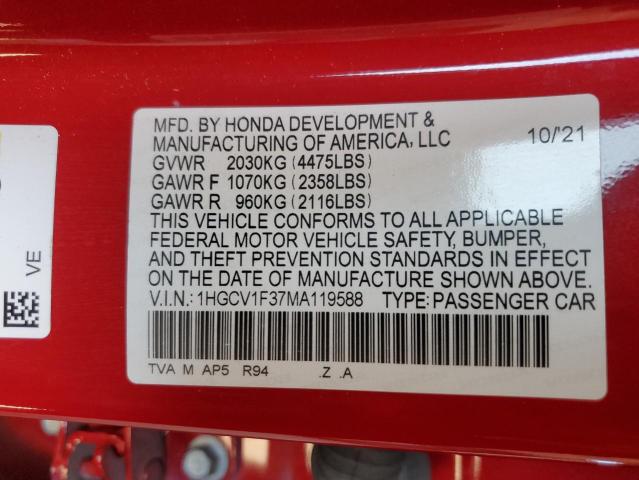 MFD. BY HONDA DEVELOPMENT &
MANUFACTURING OF AMERICA, LLC 10/'21
GVWR 2030KG (4475LBS)
GAWR F 1070KG (2358LBS)
GAWR R 960KG (2116LBS)
THIS VEHICLE CONFORMS TO ALL APPLICABLE
FEDERAL MOTOR VEHICLE SAFETY, BUMPER,
AND THEFT PREVENTION STANDARDS IN EFFECT
ON THE DATE OF MANUFACTURE SHOWN ABOVE.
V.I.N.: 1HGCV1F37MA119588 TYPE: PASSENGER CAR
TVA M AP5 R94 .Z .A
VE